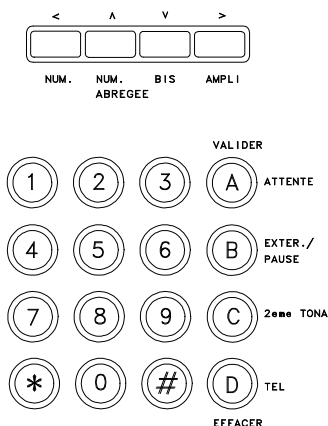 < ∧ ∨ >
NUM. NUM. BIS AMPLI
ABREGEE
VALIDER
1 2 3 A ATTENTE
4 5 6 B EXTER./
PAUSE
7 8 9 C 2eme TONA
* 0 # D TEL
EFFACER